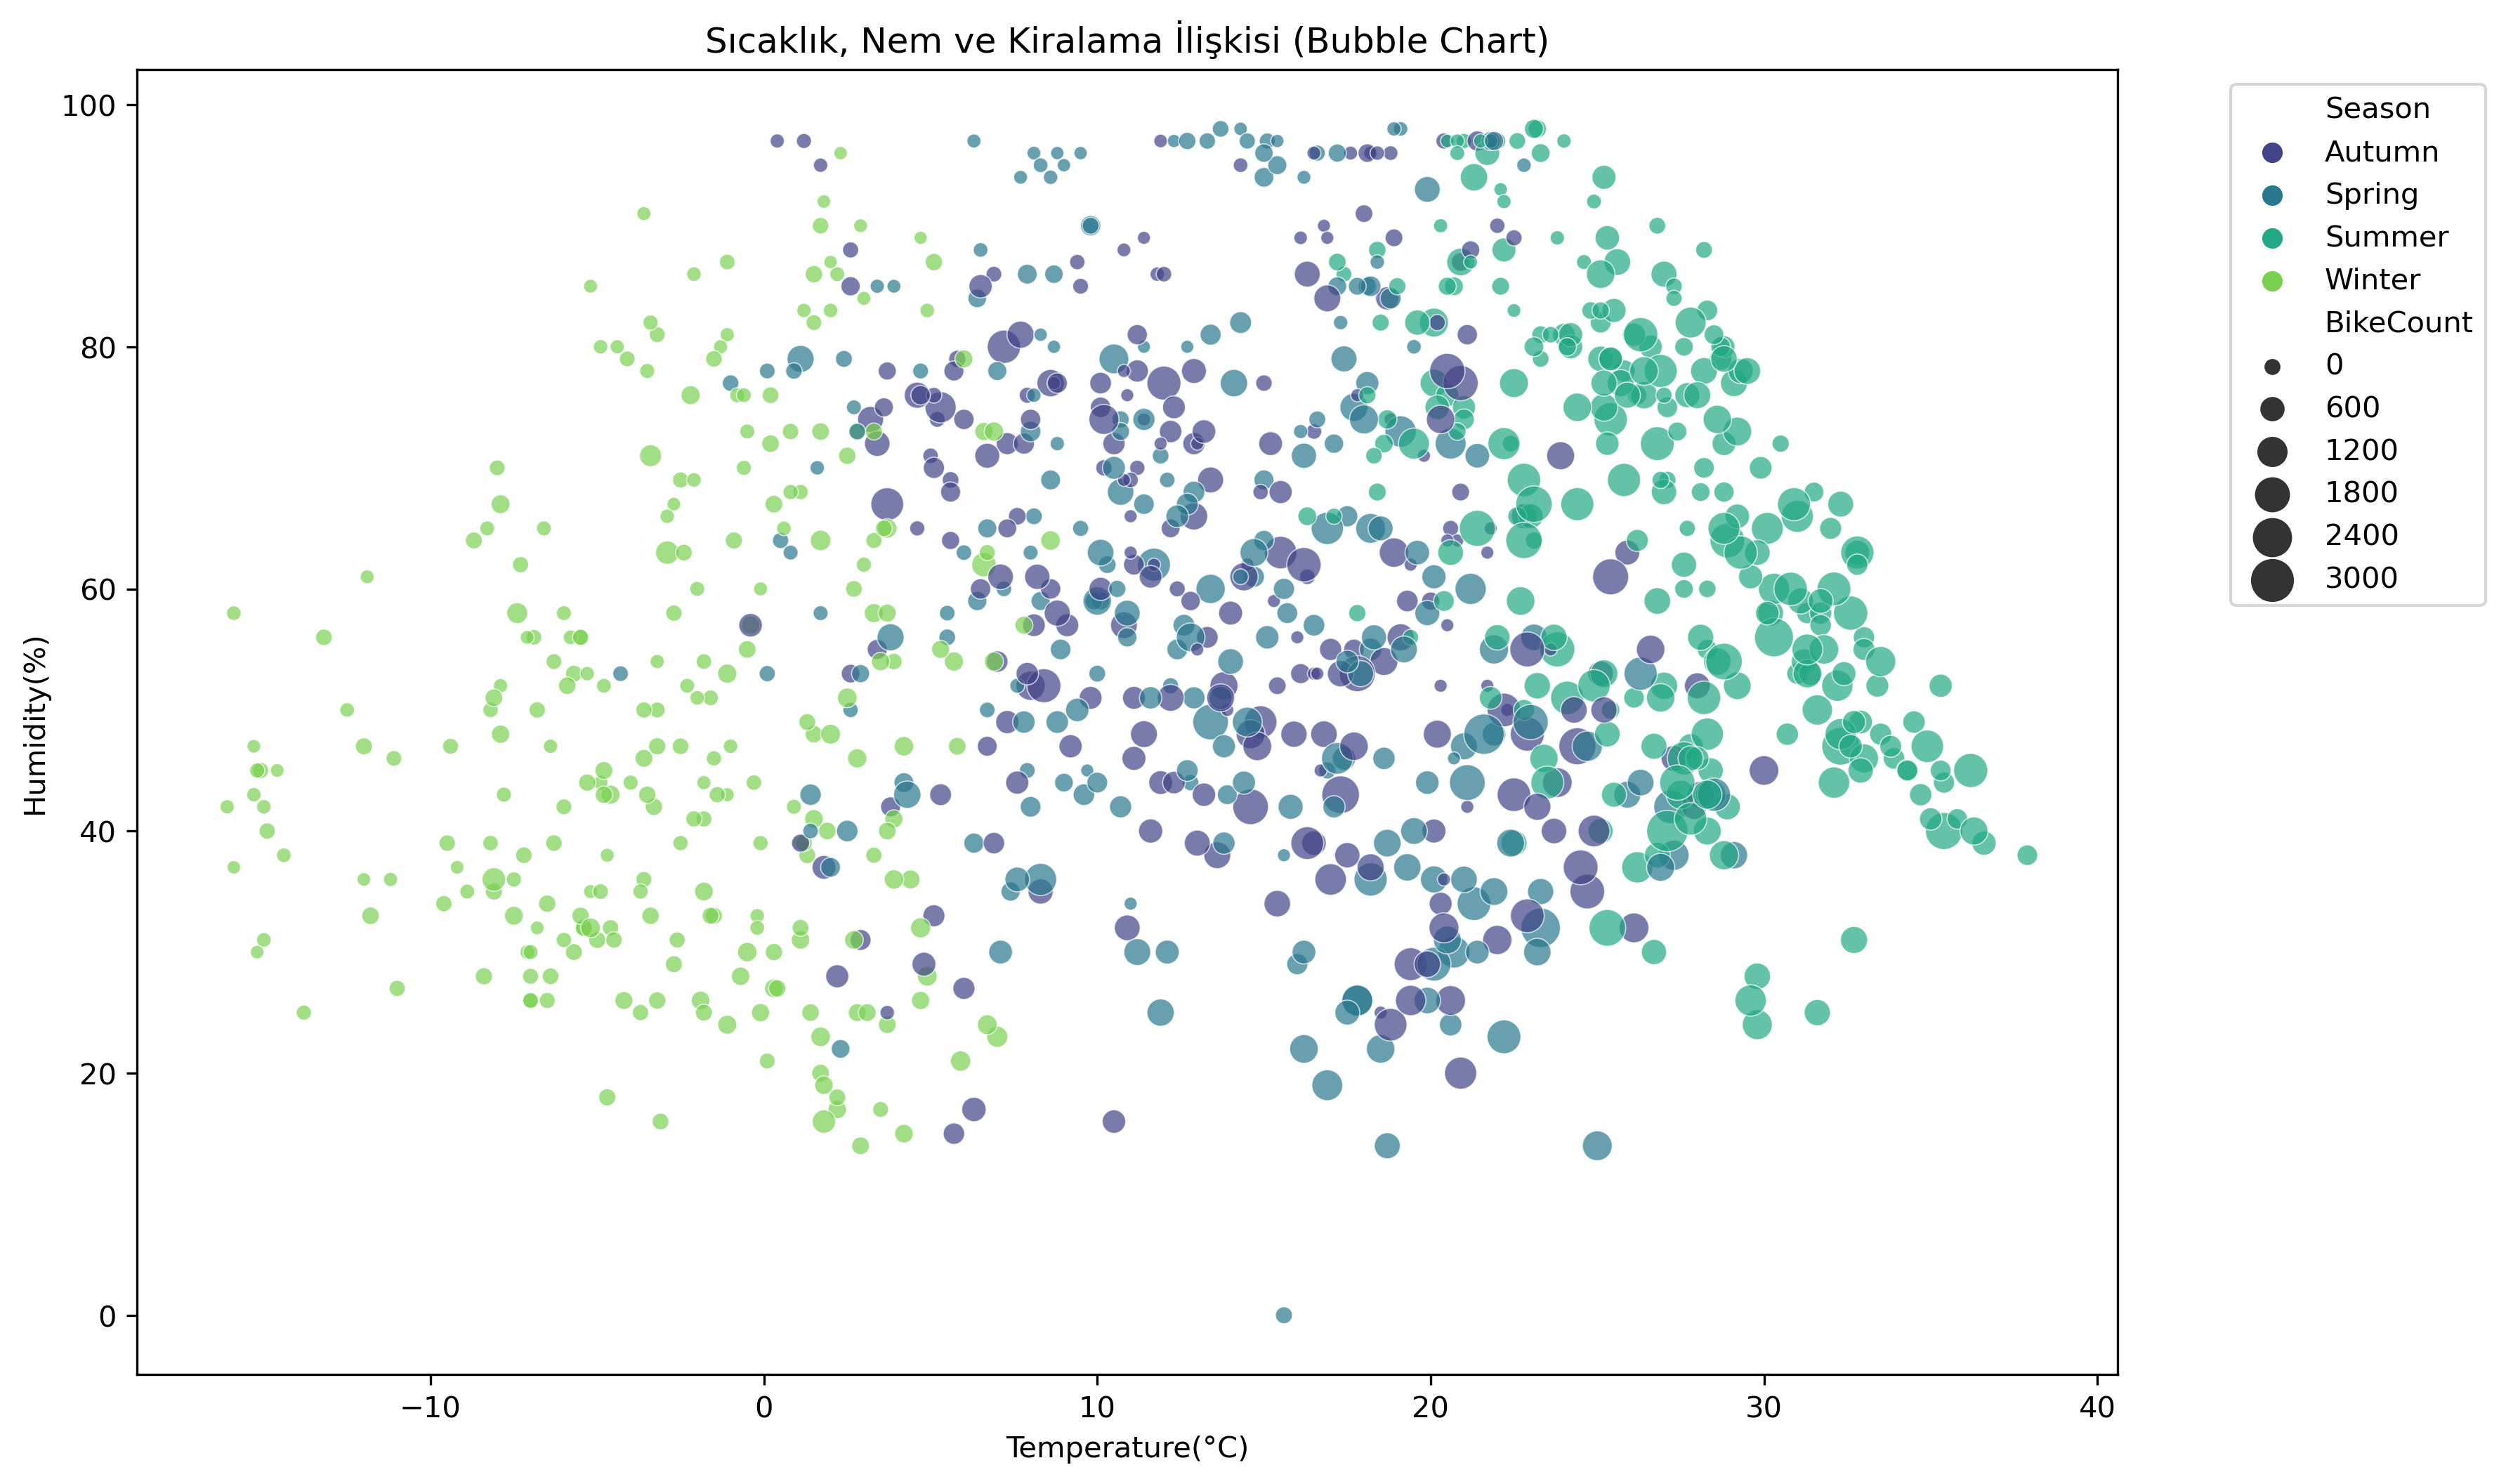 Sıcaklık, Nem ve Kiralama İlişkisi (Bubble Chart)
Humidity(%)
100
80
60
40
20
0
−10
0
10
20
30
40
Temperature(°C)
Season
Autumn
Spring
Summer
Winter
BikeCount
0
600
1200
1800
2400
3000